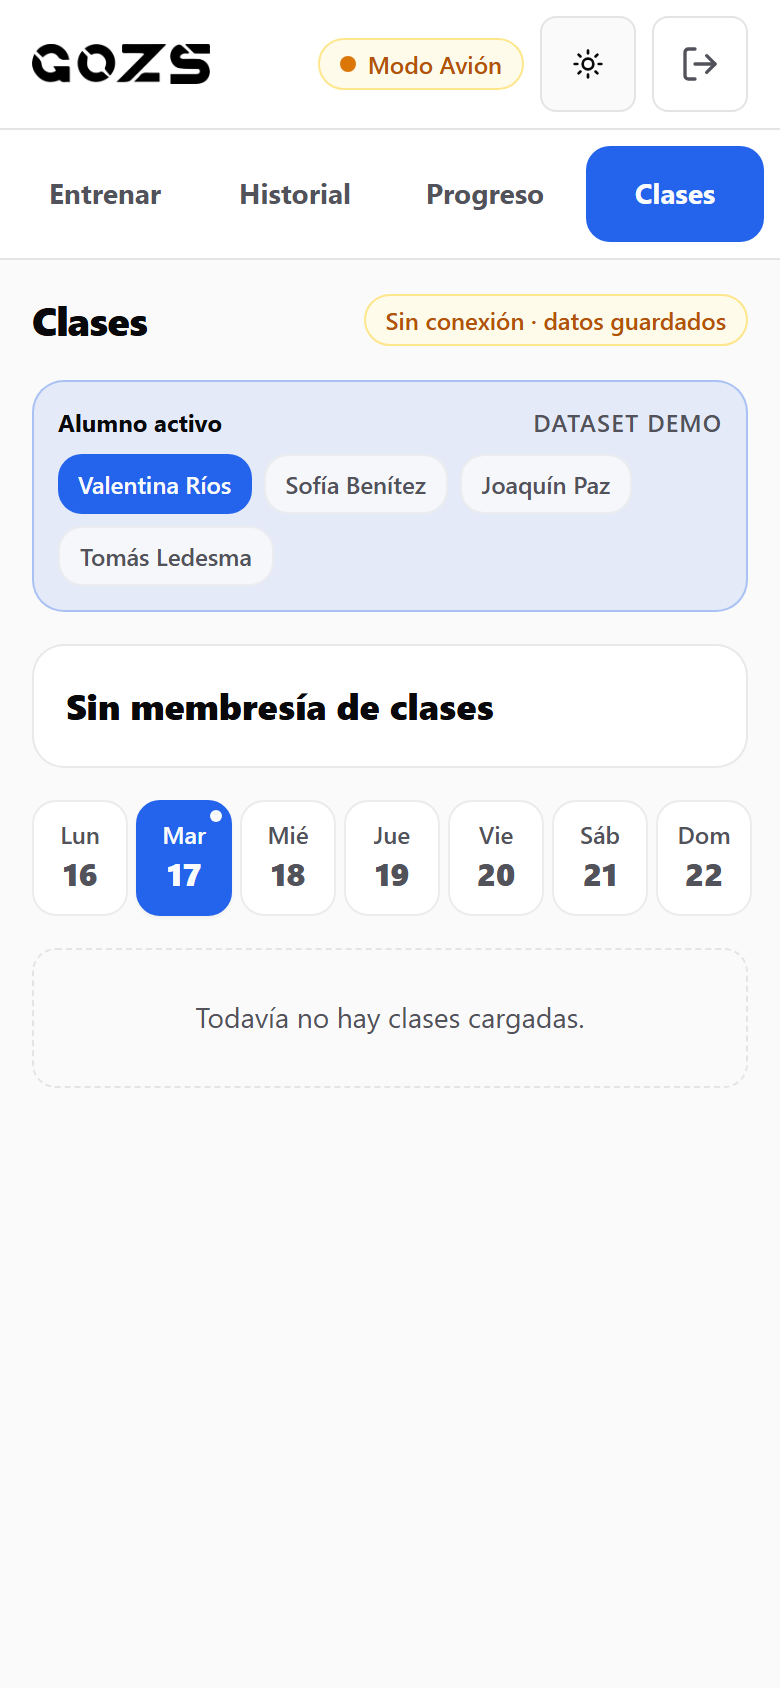 GOZS
Modo Avión
Entrenar
Historial
Progreso
Clases
Clases
Sin conexión · datos guardados
Alumno activo
DATASET DEMO
Valentina Ríos
Sofía Benítez
Joaquín Paz
Tomás Ledesma
Sin membresía de clases
Lun
16
Mar
17
Mié
18
Jue
19
Vie
20
Sáb
21
Dom
22
Todavía no hay clases cargadas.